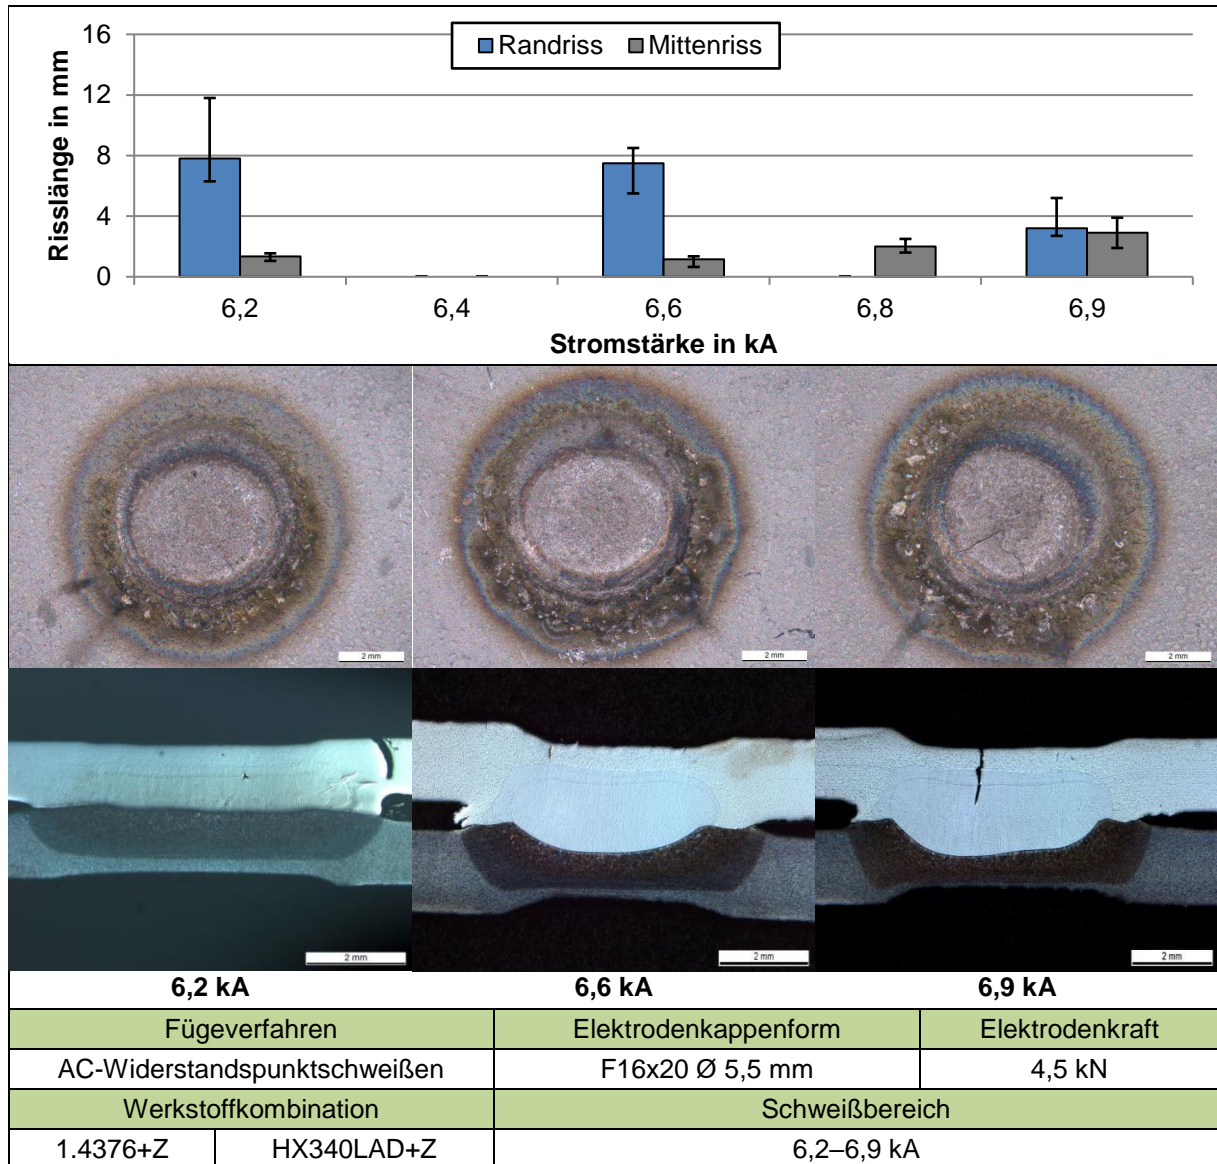 16
12
8
4
0
Risslänge in mm
Randriss Mittenriss
6,2 6,4 6,6 6,8 6,9
Stromstärke in kA
2 mm 2 mm 2 mm
2 mm 2 mm 2 mm
6,2 kA 6,6 kA 6,9 kA
Fügeverfahren Elektrodenkappenform Elektrodenkraft
AC-Widerstandspunktschweißen F16x20 Ø 5,5 mm 4,5 kN
Werkstoffkombination Schweißbereich
1.4376+Z HX340LAD+Z 6,2–6,9 kA